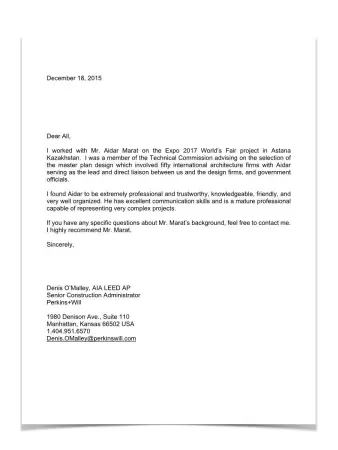 December 18, 2015
Dear All,
I worked with Mr. Aidar Marat on the Expo 2017 World's Fair project in Astana
Kazakhstan. I was a member of the Technical Commission advising on the selection of
the master plan design which involved fifty international architecture firms with Aidar
serving as the lead and direct liaison between us and the design firms, and government
officials.
I found Aidar to be extremely professional and trustworthy, knowledgeable, friendly, and
very well organized. He has excellent communication skills and is a mature professional
capable of representing very complex projects.
If you have any specific questions about Mr. Marat's background, feel free to contact me.
I highly recommend Mr. Marat.
Sincerely,
Denis O'Malley, AIA LEED AP
Senior Construction Administrator
Perkins+Will
1980 Denison Ave., Suite 110
Manhattan, Kansas 66502 USA
1.404.951.6570
Denis.OMalley@perkinswill.com